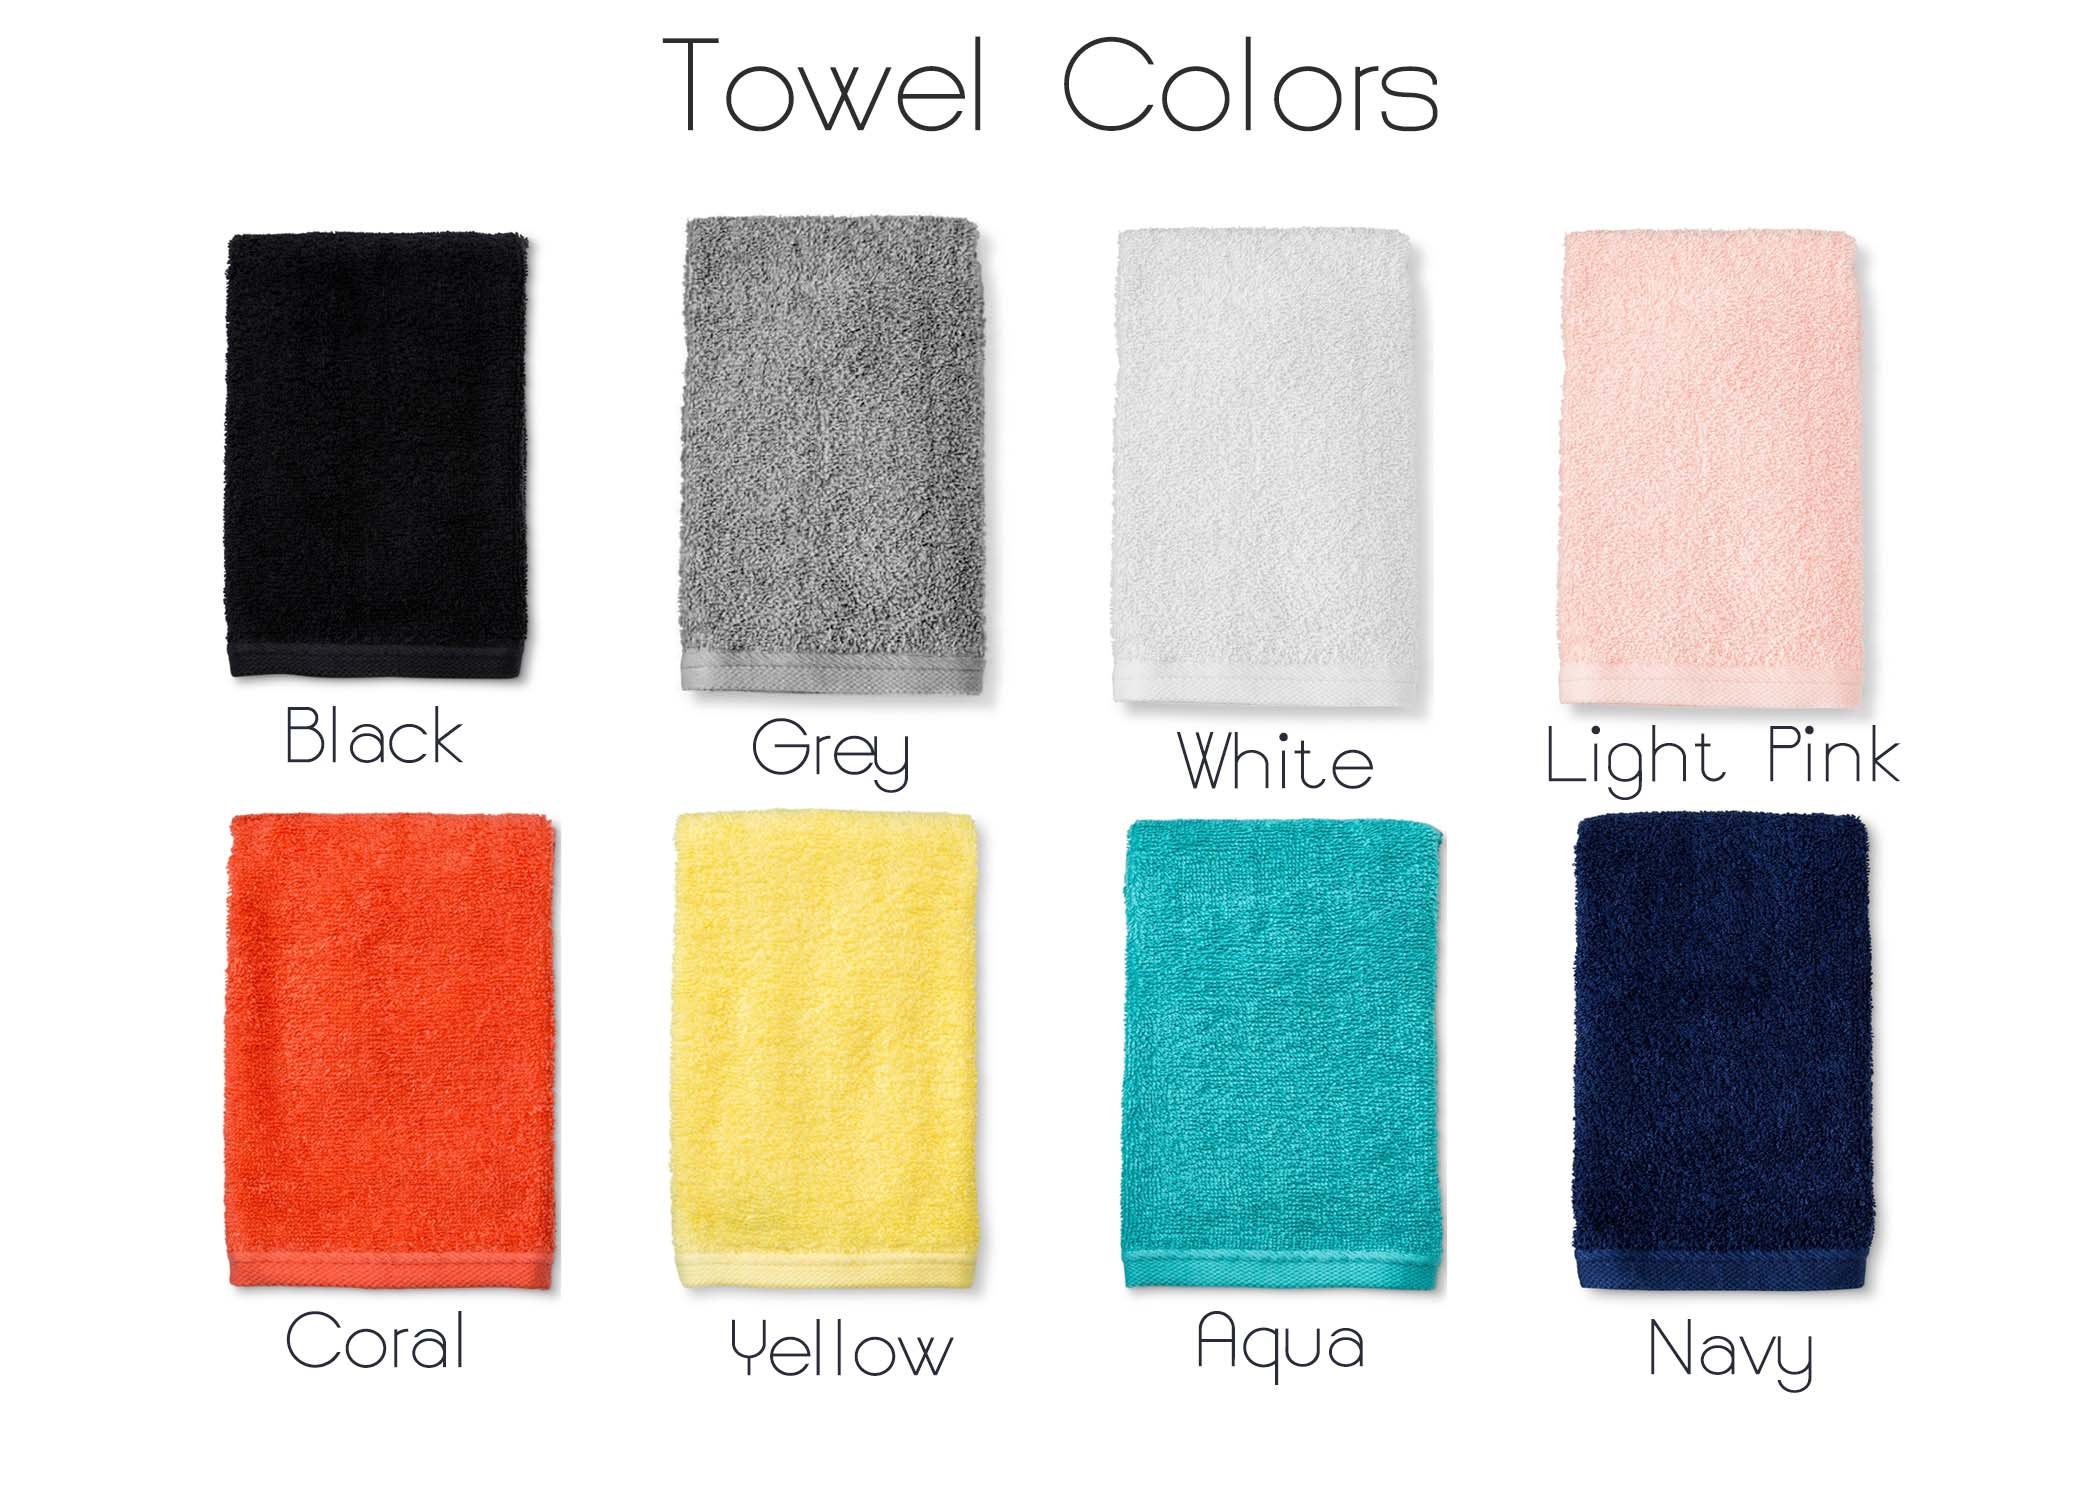 Towel Colors
Black
Grey
White
Light Pink
Coral
Yellow
Aqua
Navy